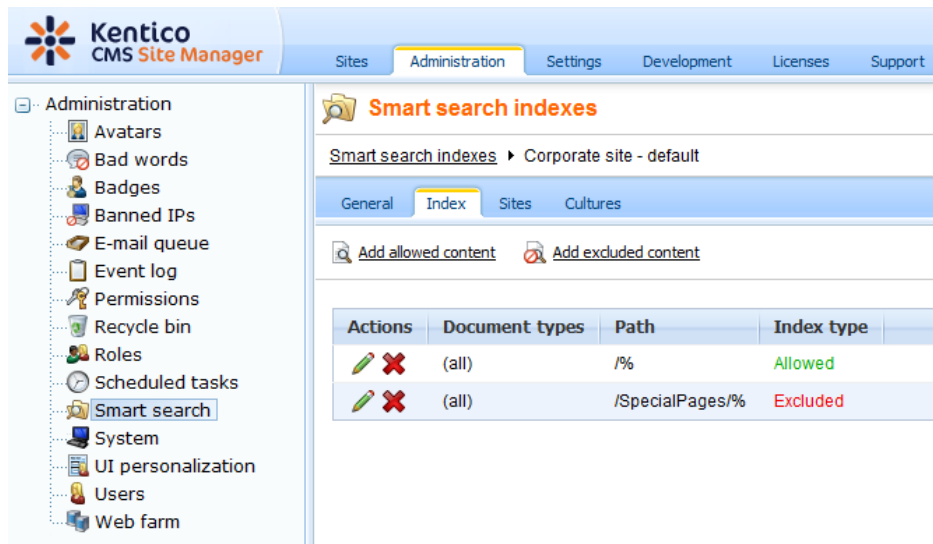 Kentico
CMS Site Manager
Sites Administration Settings Development Licenses Support
Administration
Avatars
Bad words
Badges
Banned IPs
E-mail queue
Event log
Permissions
Recycle bin
Roles
Scheduled tasks
Smart search
System
UI personalization
Users
Web farm
Smart search indexes
Smart search indexes ▸ Corporate site - default
General Index Sites Cultures
Add allowed content Add excluded content
Actions Document types Path Index type
(all) /% Allowed
(all) /SpecialPages/% Excluded